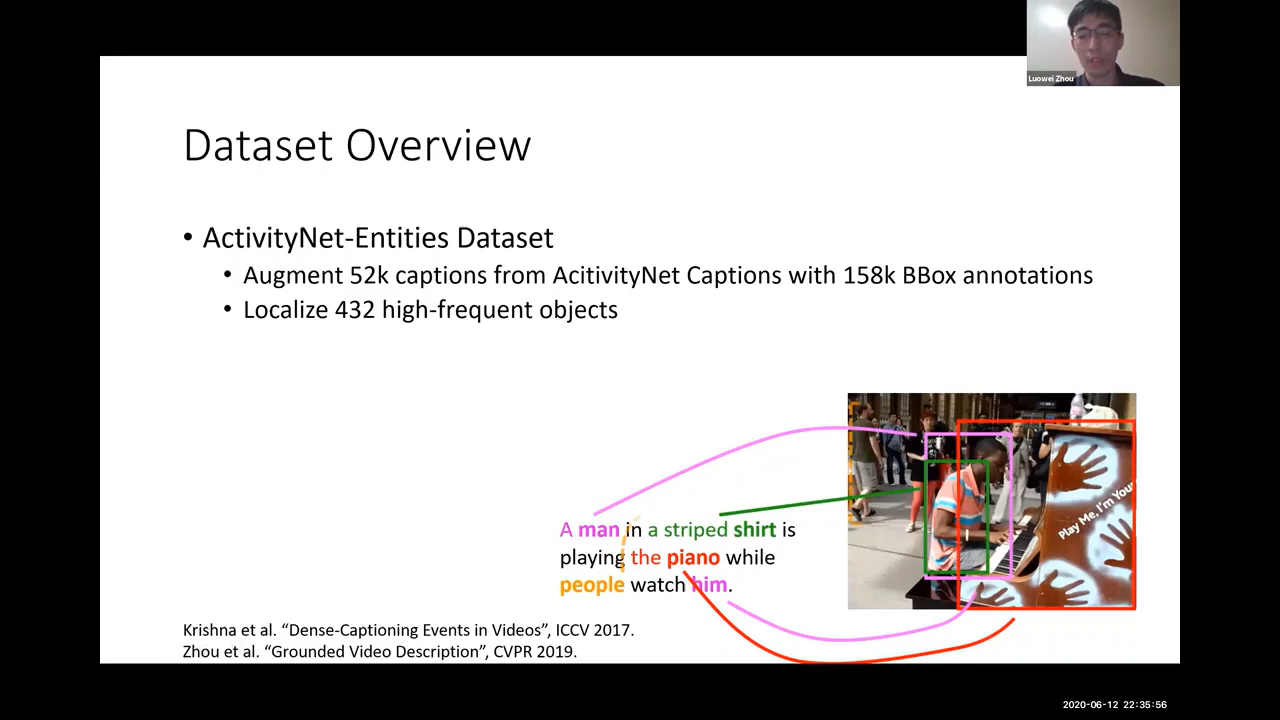 Luowei Zhou
Dataset Overview
• ActivityNet-Entities Dataset
• Augment 52k captions from AcitivityNet Captions with 158k BBox annotations
• Localize 432 high-frequent objects
A man in a striped shirt is
playing the piano while
people watch him.
Play Me, I'm Your
Krishna et al. “Dense-Captioning Events in Videos”, ICCV 2017.
Zhou et al. “Grounded Video Description”, CVPR 2019.
2020-06-12 22:35:56